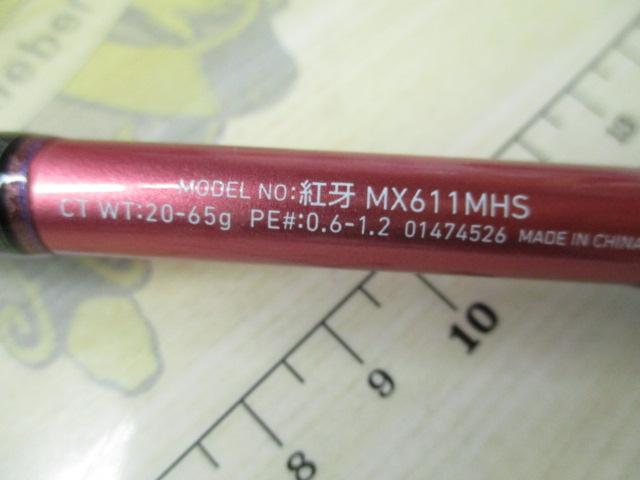 MODEL NO:紅牙 MX611MHS
CT WT:20-65g PE#:0.6-1.2 01474526 MADE IN CHINA
10
9
8